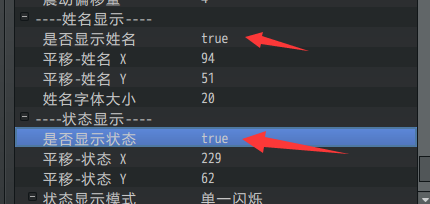 震动偏移量 4
----姓名显示----
是否显示姓名 true
平移-姓名 X 94
平移-姓名 Y 51
姓名字体大小 20
----状态显示----
是否显示状态 true
平移-状态 X 229
平移-状态 Y 62
状态显示模式 单一闪烁